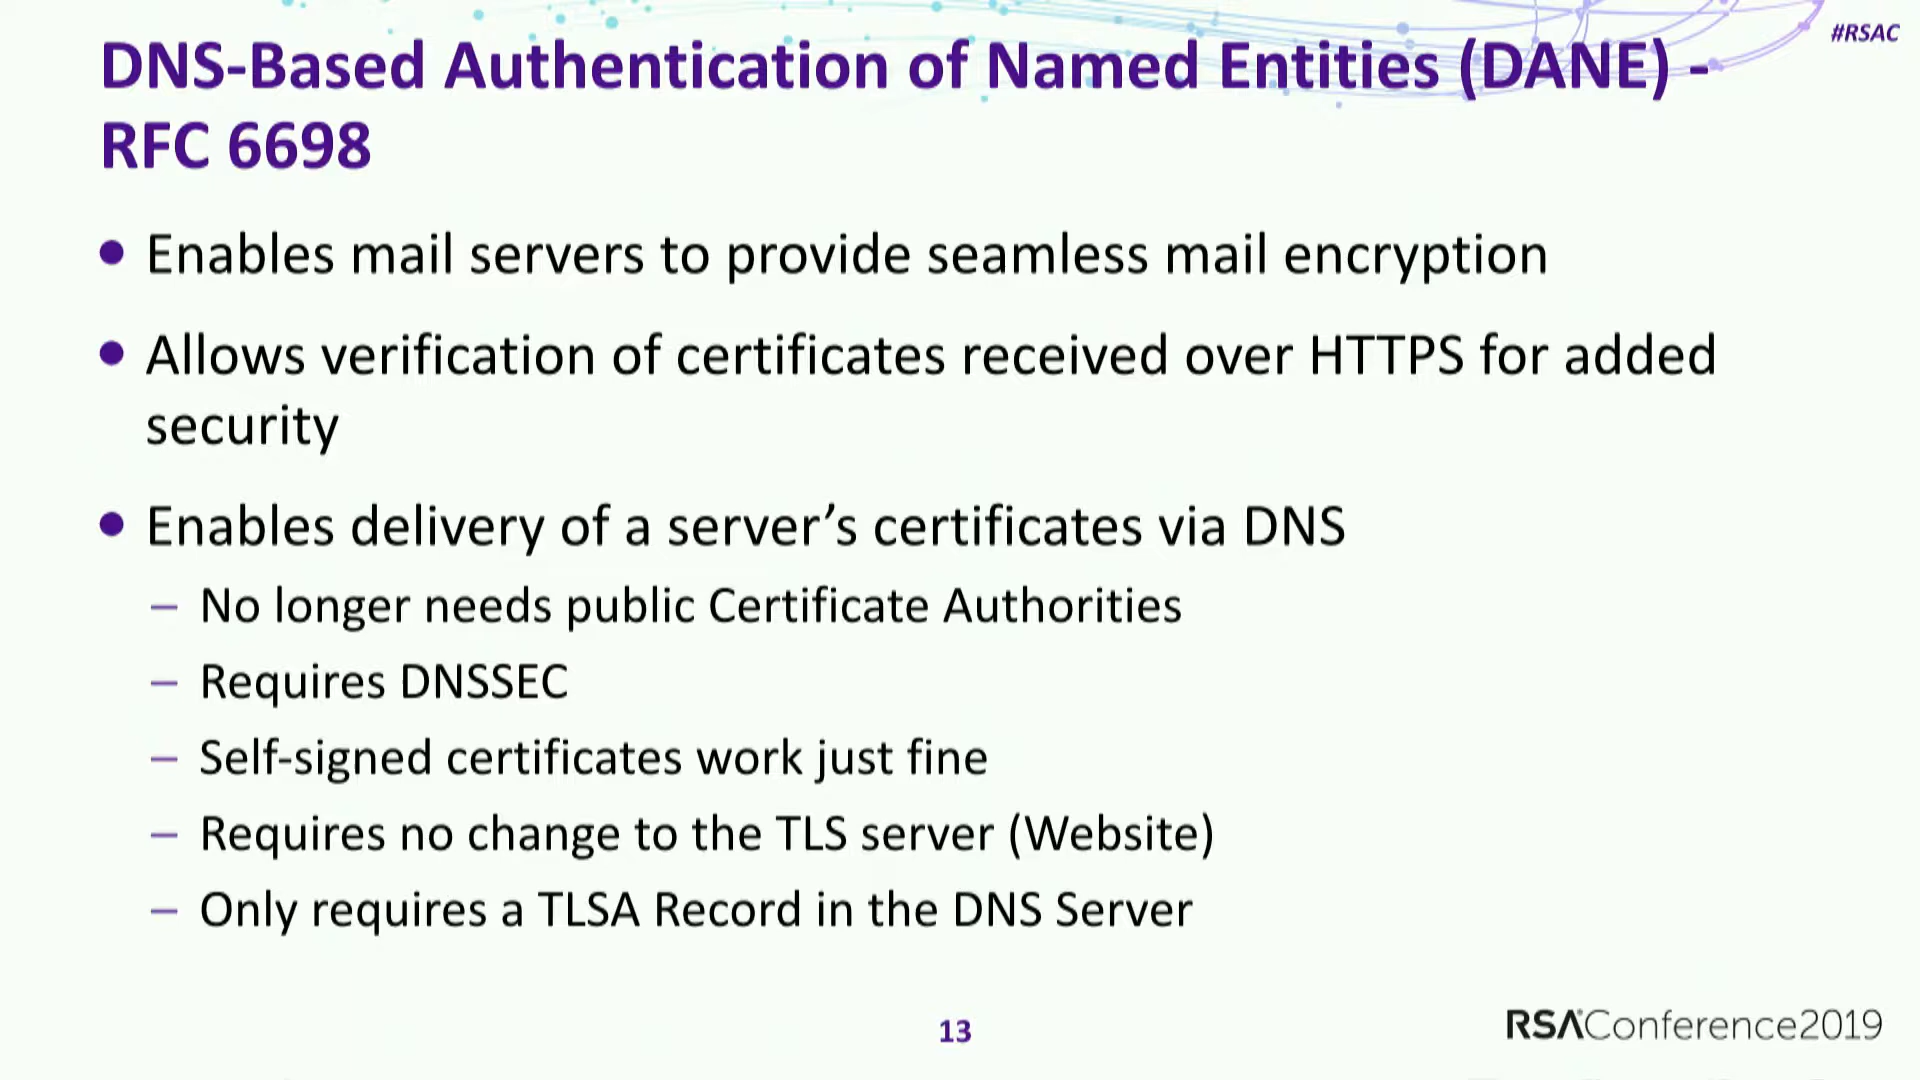 #RSAC
DNS-Based Authentication of Named Entities (DANE) -
RFC 6698
• Enables mail servers to provide seamless mail encryption
• Allows verification of certificates received over HTTPS for added
security
• Enables delivery of a server’s certificates via DNS
– No longer needs public Certificate Authorities
– Requires DNSSEC
– Self-signed certificates work just fine
– Requires no change to the TLS server (Website)
– Only requires a TLSA Record in the DNS Server
13
RSAConference2019